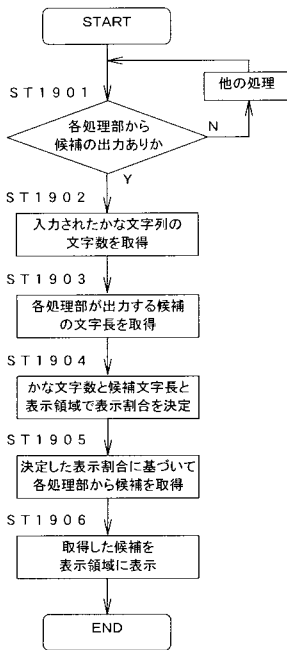 START
他の処理
ST1901
各処理部から
候補の出力ありか
N
Y
ST1902
入力されたかな文字列の
文字数を取得
ST1903
各処理部が出力する候補
の文字長を取得
ST1904
かな文字数と候補文字長と
表示領域で表示割合を決定
ST1905
決定した表示割合に基づいて
各処理部から候補を取得
ST1906
取得した候補を
表示領域に表示
END